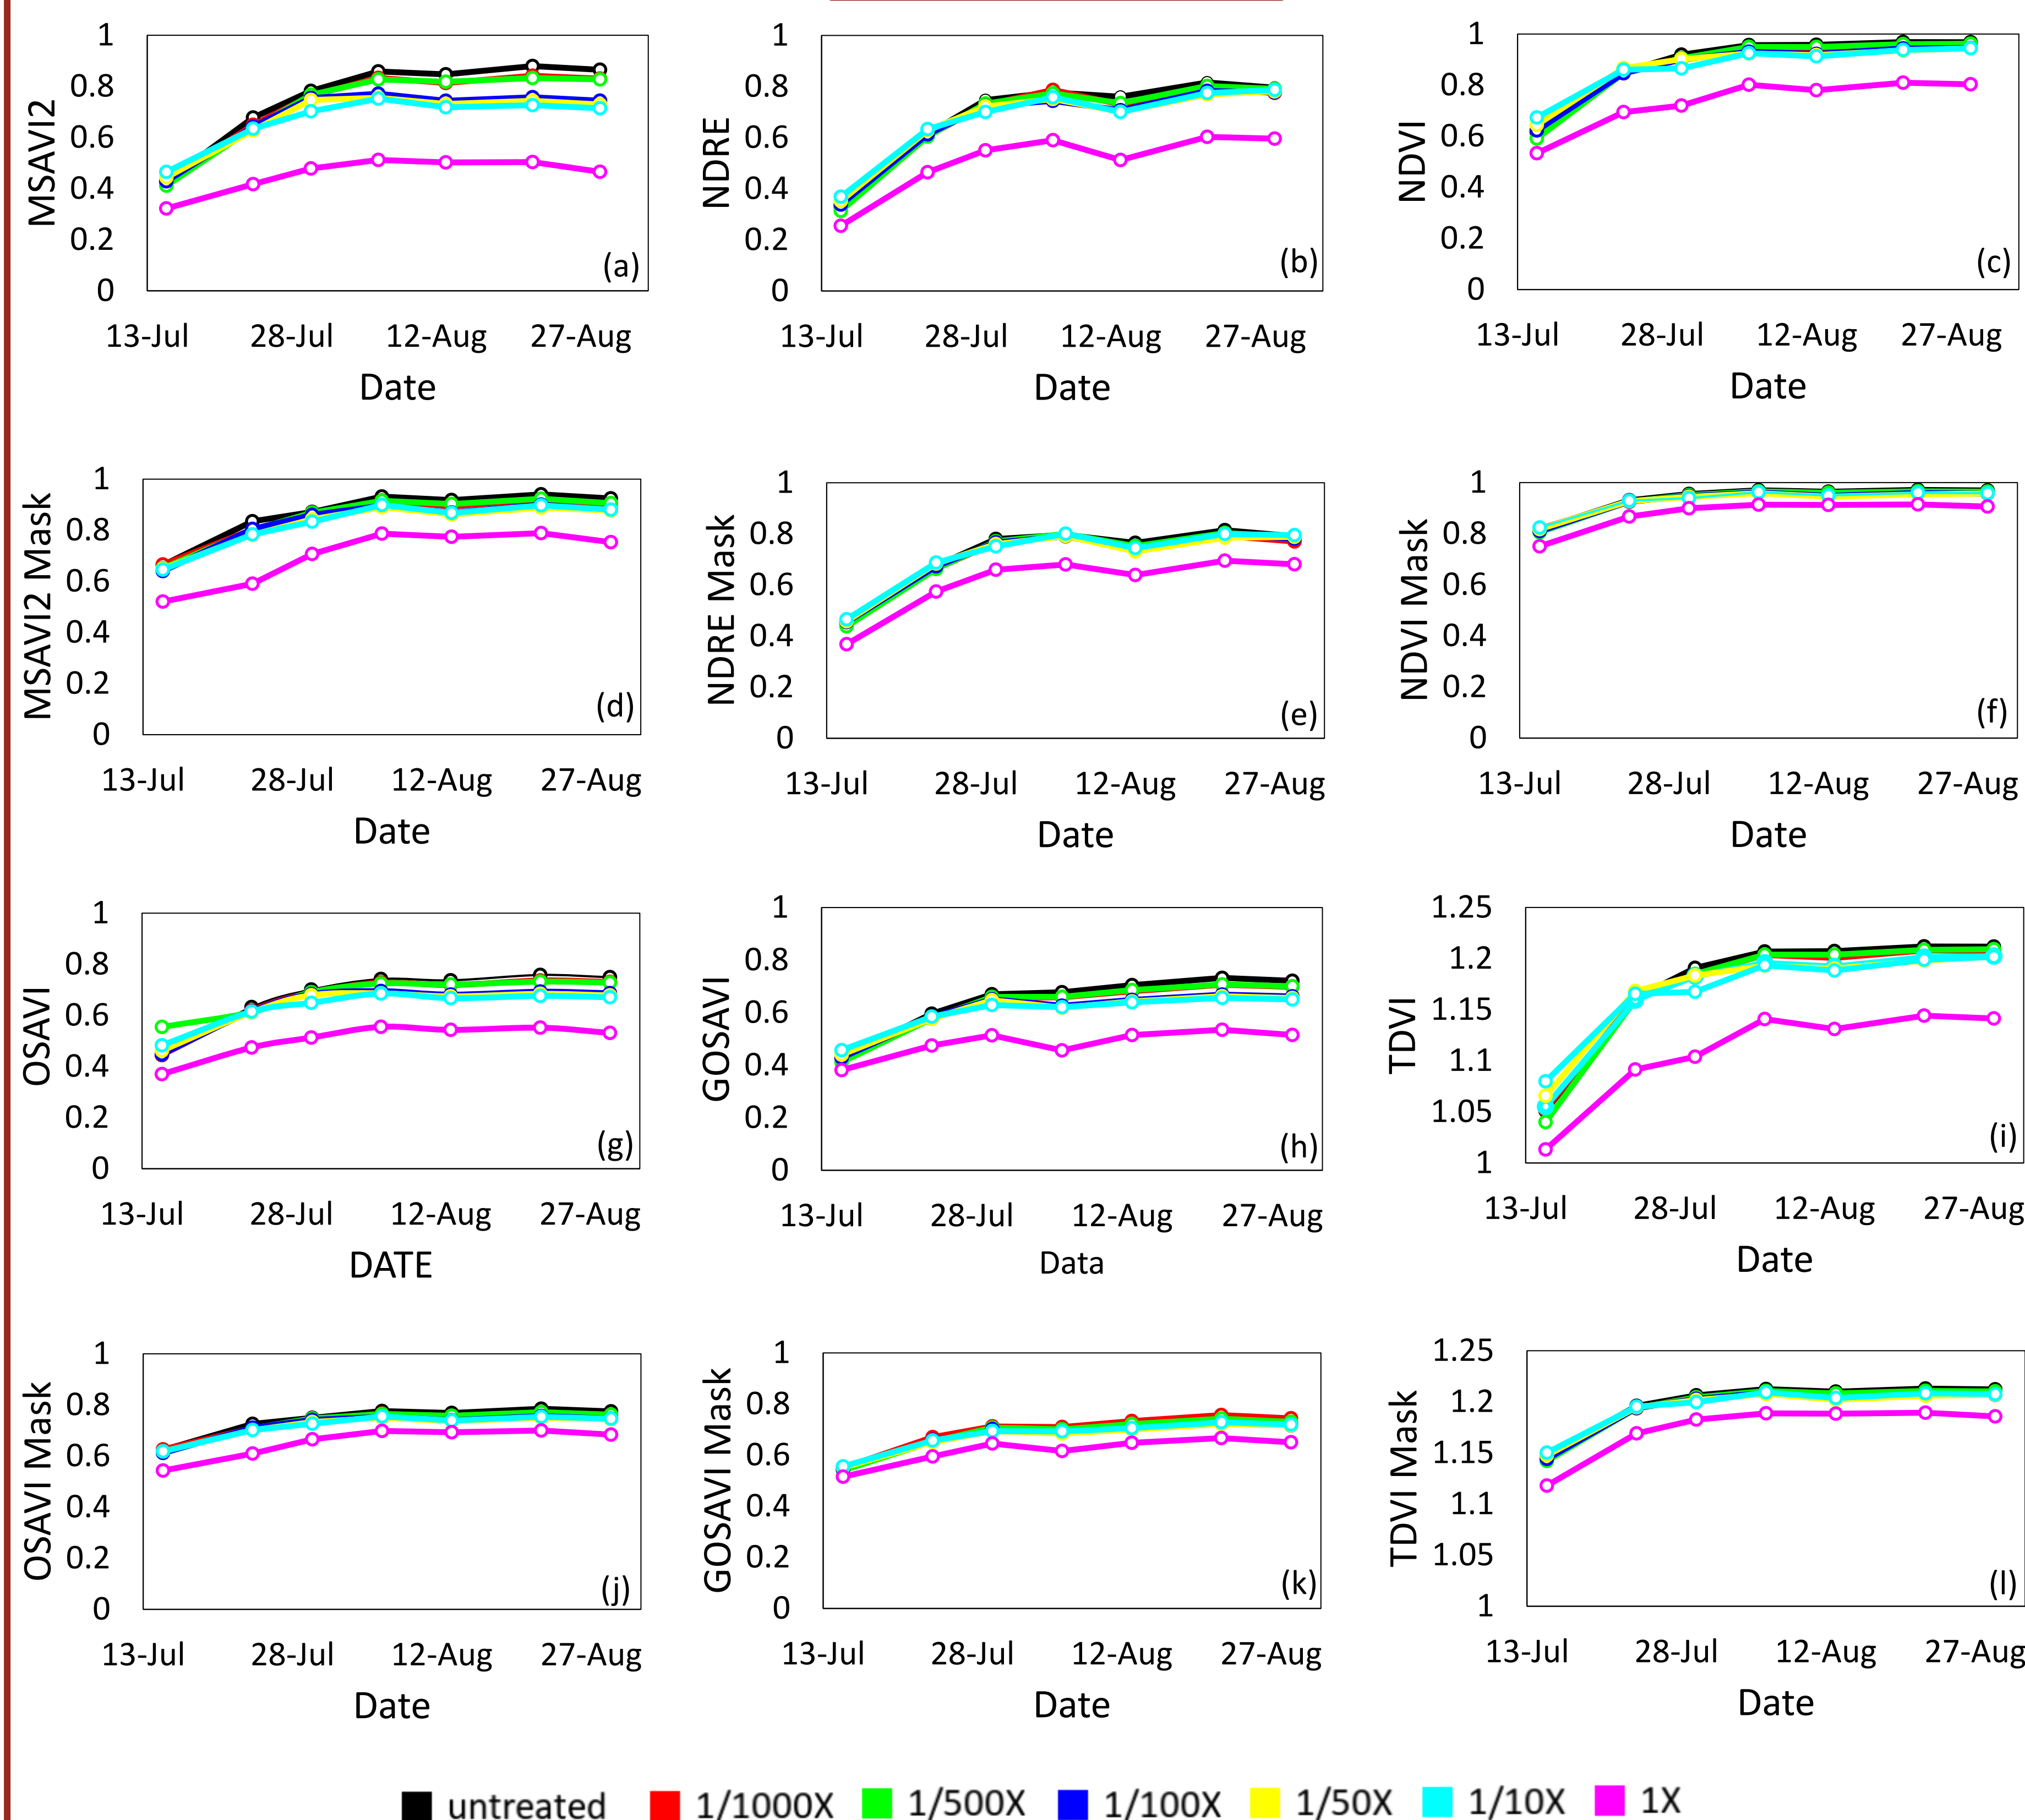 1
0.8
0.6
0.4
0.2
0
MSAVI2
(a)
13-Jul 28-Jul 12-Aug 27-Aug
Date
1
0.8
0.6
0.4
0.2
0
NDRE
(b)
13-Jul 28-Jul 12-Aug 27-Aug
Date
1
0.8
0.6
0.4
0.2
0
NDVI
(c)
13-Jul 28-Jul 12-Aug 27-Aug
Date
1
0.8
0.6
0.4
0.2
0
MSAVI2 Mask
(d)
13-Jul 28-Jul 12-Aug 27-Aug
Date
1
0.8
0.6
0.4
0.2
0
NDRE Mask
(e)
13-Jul 28-Jul 12-Aug 27-Aug
Date
1
0.8
0.6
0.4
0.2
0
NDVI Mask
(f)
13-Jul 28-Jul 12-Aug 27-Aug
Date
1
0.8
0.6
0.4
0.2
0
OSAVI
(g)
13-Jul 28-Jul 12-Aug 27-Aug
DATE
1
0.8
0.6
0.4
0.2
0
GOSAVI
(h)
13-Jul 28-Jul 12-Aug 27-Aug
Data
1.25
1.2
1.15
1.1
1.05
1
TDVI
(i)
13-Jul 28-Jul 12-Aug 27-Aug
Date
1
0.8
0.6
0.4
0.2
0
OSAVI Mask
(j)
13-Jul 28-Jul 12-Aug 27-Aug
Date
1
0.8
0.6
0.4
0.2
0
GOSAVI Mask
(k)
13-Jul 28-Jul 12-Aug 27-Aug
Date
1.25
1.2
1.15
1.1
1.05
1
TDVI Mask
(l)
13-Jul 28-Jul 12-Aug 27-Aug
Date
untreated 1/1000X 1/500X 1/100X 1/50X 1/10X 1X